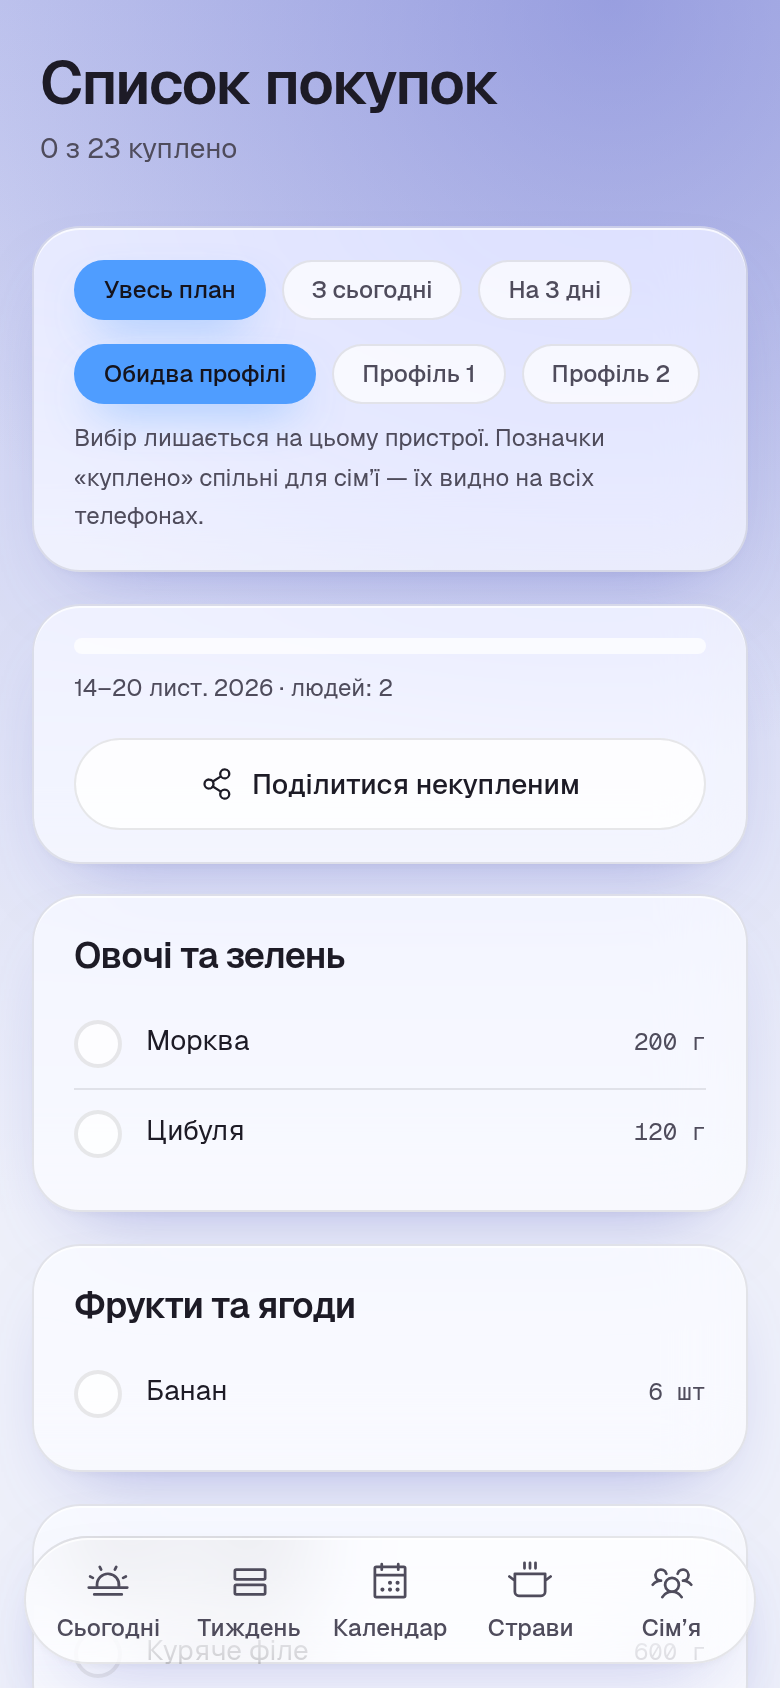 Список покупок
0 з 23 куплено
Увесь план
З сьогодні
На 3 дні
Обидва профілі
Профіль 1
Профіль 2
Вибір лишається на цьому пристрої. Позначки
«куплено» спільні для сім’ї — їх видно на всіх
телефонах.
14–20 лист. 2026 · людей: 2
Поділитися некупленим
Овочі та зелень
Морква
200 г
Цибуля
120 г
Фрукти та ягоди
Банан
6 шт
Сьогодні
Тиждень
Календар
Страви
Сім’я
Куряче філе
600 г